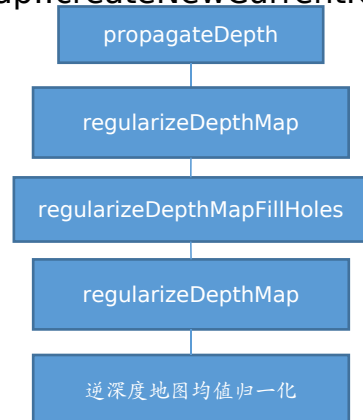 propagateDepth
regularizeDepthMap
regularizeDepthMapFillHoles
regularizeDepthMap
逆深度地图均值归一化